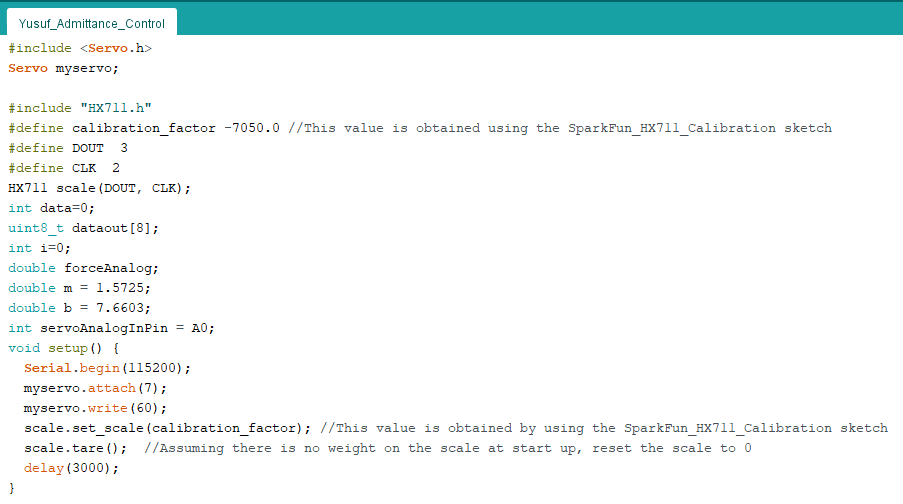 Yusuf_Admittance_Control
#include <Servo.h>
Servo myservo;

#include "HX711.h"
#define calibration_factor -7050.0 //This value is obtained using the SparkFun_HX711_Calibration sketch
#define DOUT  3
#define CLK  2
HX711 scale(DOUT, CLK);
int data=0;
uint8_t dataout[8];
int i=0;
double forceAnalog;
double m = 1.5725;
double b = 7.6603;
int servoAnalogInPin = A0;
void setup() {
  Serial.begin(115200);
  myservo.attach(7);
  myservo.write(60);
  scale.set_scale(calibration_factor); //This value is obtained by using the SparkFun_HX711_Calibration sketch
  scale.tare();  //Assuming there is no weight on the scale at start up, reset the scale to 0
  delay(3000);
}